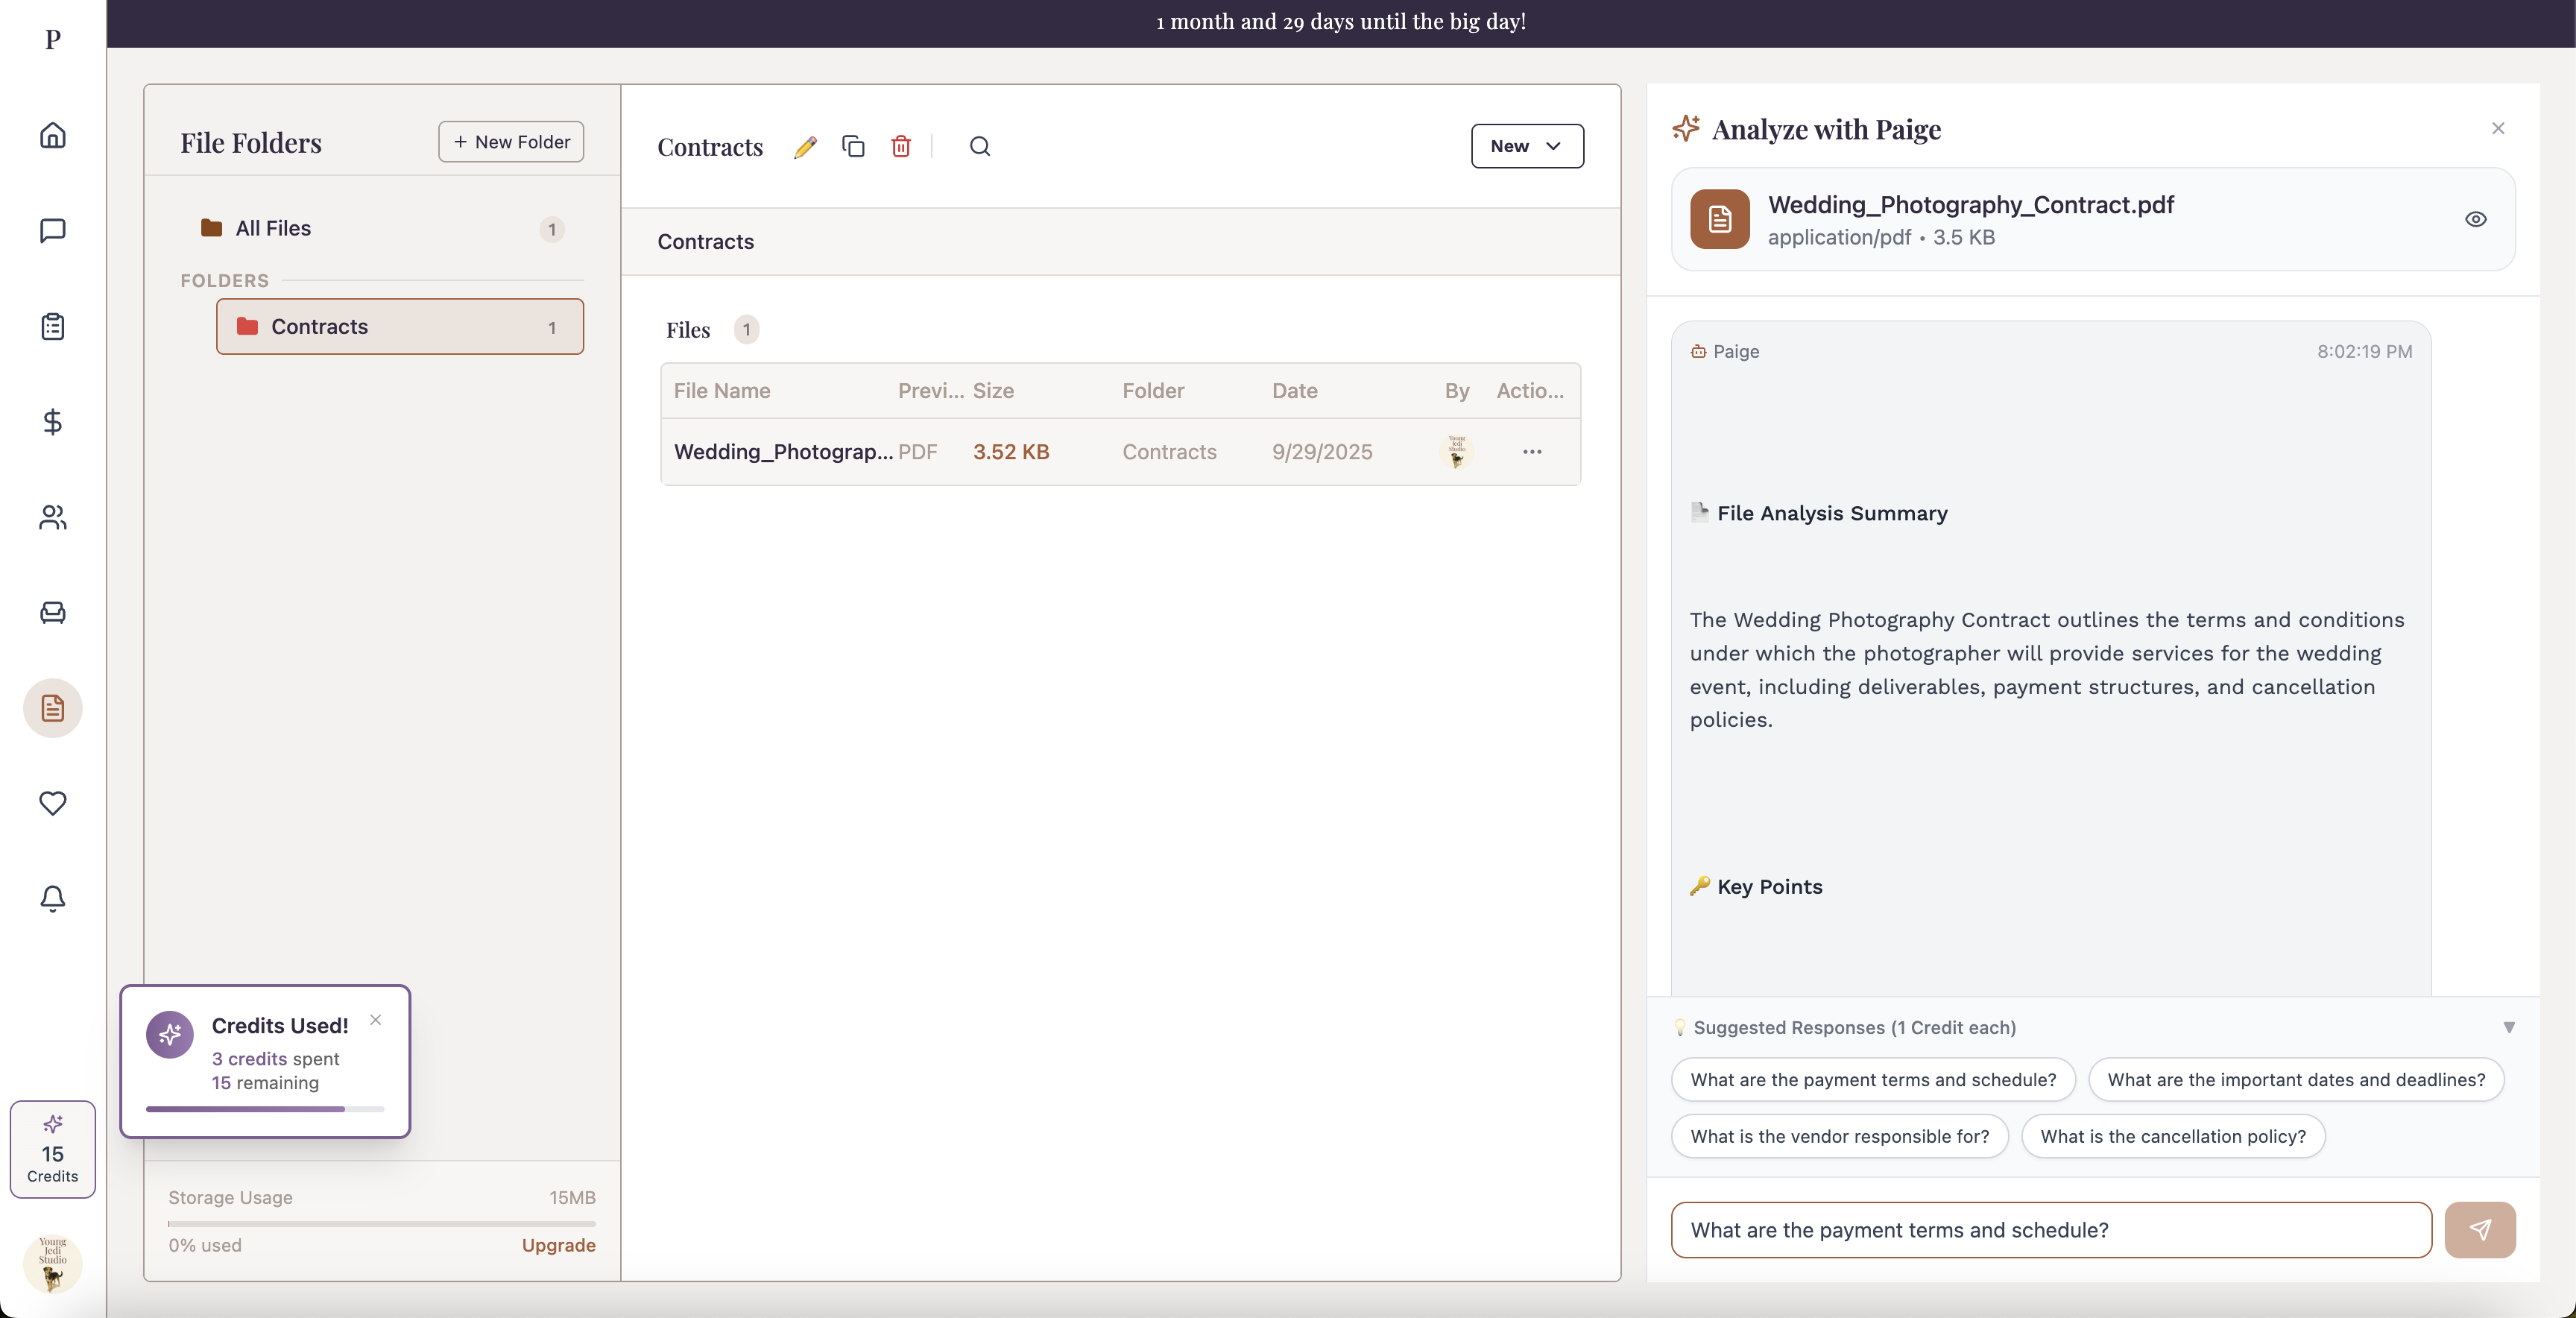 1 month and 29 days until the big day!
P
15
Credits
Young
Jedi
Studio
File Folders
+ New Folder
All Files
1
FOLDERS
Contracts
1
Credits Used!
3 credits spent
15 remaining
Storage Usage
15MB
0% used
Upgrade
Contracts
New
Contracts
Files
1
File Name Previ... Size Folder Date By Actio...
Wedding_Photograp... PDF 3.52 KB Contracts 9/29/2025
Young
Jedi
Studio
...
Analyze with Paige
Wedding_Photography_Contract.pdf
application/pdf • 3.5 KB
Paige
8:02:19 PM
File Analysis Summary
The Wedding Photography Contract outlines the terms and conditions
under which the photographer will provide services for the wedding
event, including deliverables, payment structures, and cancellation
policies.
🔑 Key Points
💡 Suggested Responses (1 Credit each)
What are the payment terms and schedule?
What are the important dates and deadlines?
What is the vendor responsible for?
What is the cancellation policy?
What are the payment terms and schedule?